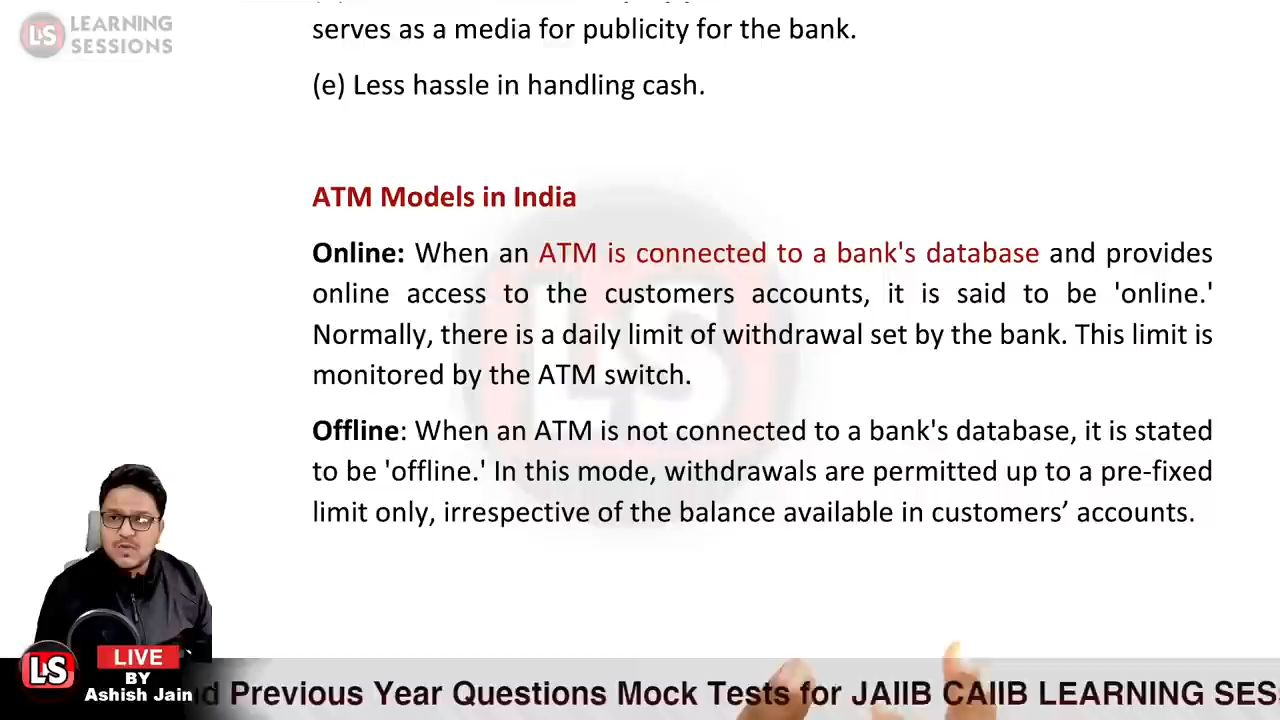 LS LEARNING
SESSIONS
serves as a media for publicity for the bank.
(e) Less hassle in handling cash.
ATM Models in India
Online: When an ATM is connected to a bank's database and provides
online access to the customers accounts, it is said to be 'online.'
Normally, there is a daily limit of withdrawal set by the bank. This limit is
monitored by the ATM switch.
Offline: When an ATM is not connected to a bank's database, it is stated
to be 'offline.' In this mode, withdrawals are permitted up to a pre-fixed
limit only, irrespective of the balance available in customers’ accounts.
LS
LS
LIVE
BY
Ashish Jain
Previous Year Questions Mock Tests for JAIIB CAIIB LEARNING